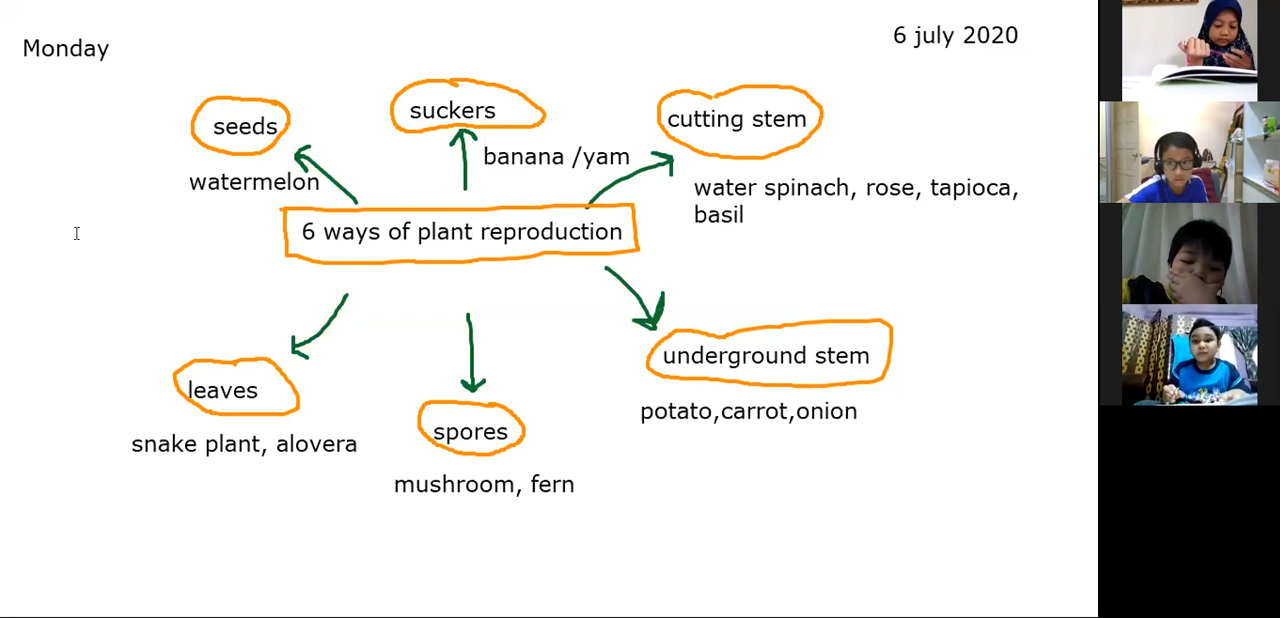 Monday
6 july 2020
seeds
watermelon
suckers
banana /yam
cutting stem
water spinach, rose, tapioca,
basil
6 ways of plant reproduction
leaves
snake plant, alovera
spores
mushroom, fern
underground stem
potato,carrot,onion